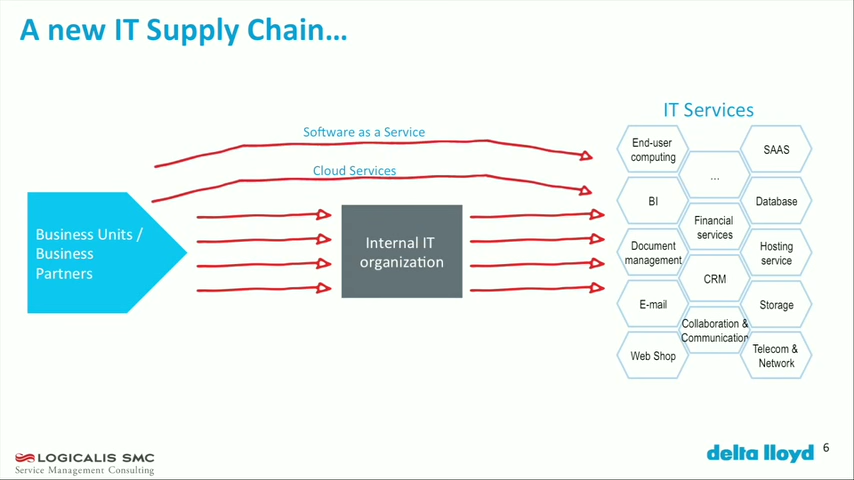 A new IT Supply Chain...
IT Services
Software as a Service
Cloud Services
Business Units /
Business
Partners
Internal IT
organization
End-user
computing
BI
Document
management
E-mail
Web Shop
...
Financial
services
CRM
Collaboration &
Communication
SAAS
Database
Hosting
service
Storage
Telecom &
Network
LOGICALIS SMC
Service Management Consulting
delta lloyd
6